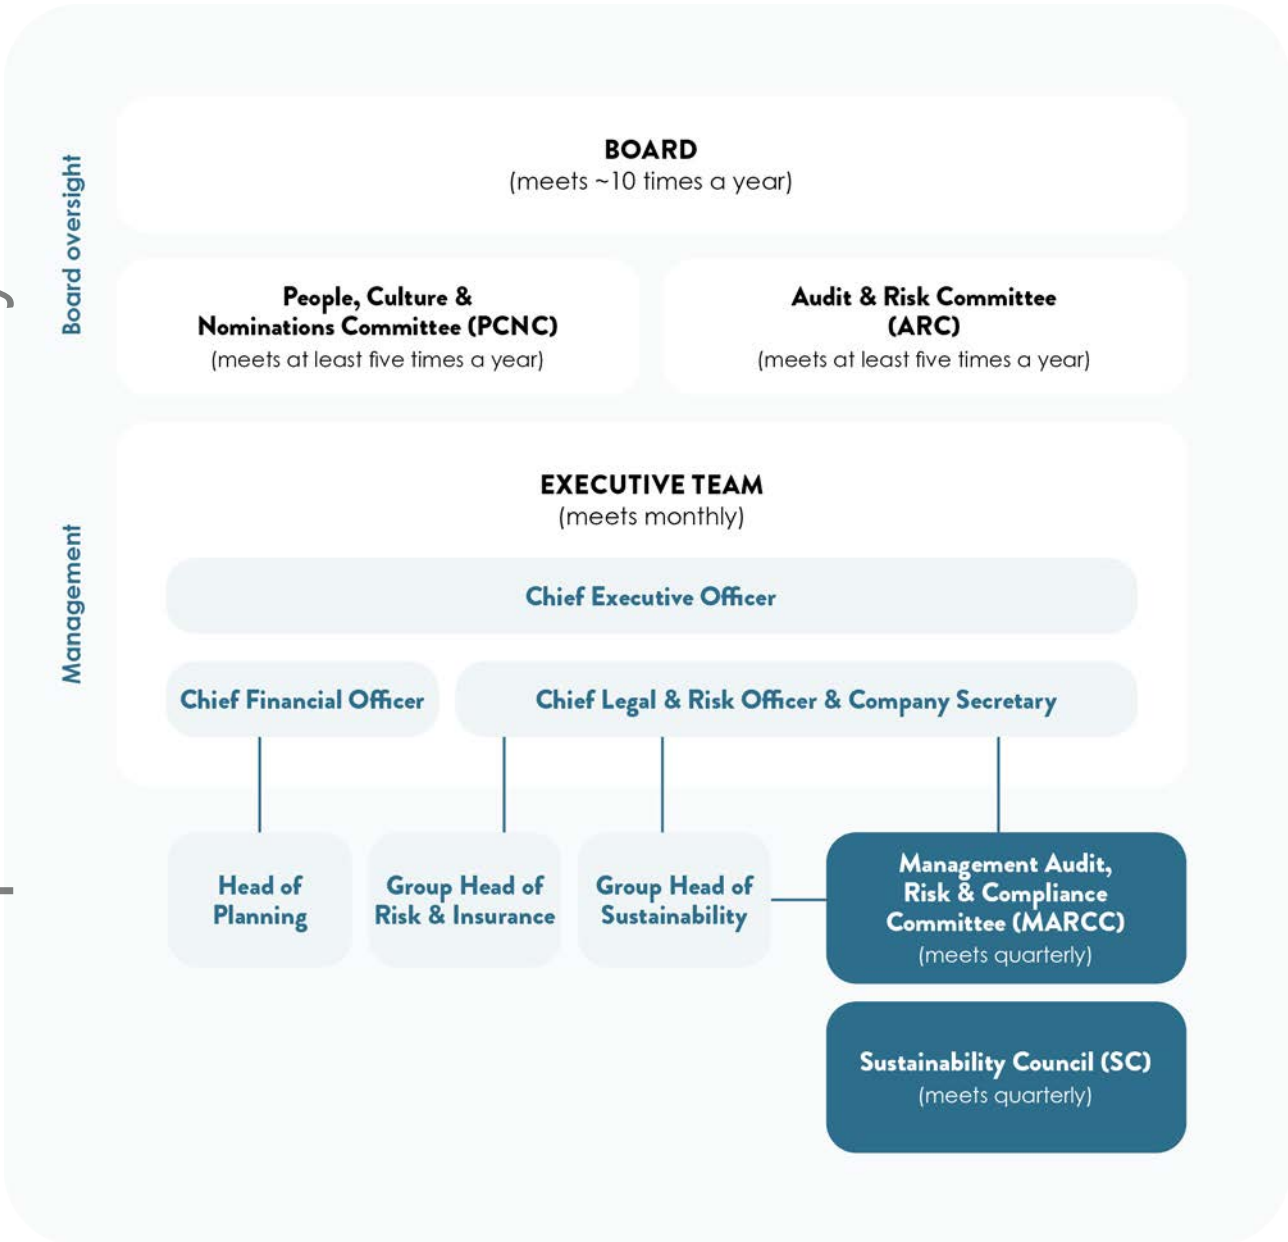 Board oversight
BOARD
(meets ~10 times a year)
People, Culture &
Nominations Committee (PCNC)
(meets at least five times a year)
Audit & Risk Committee
(ARC)
(meets at least five times a year)
Management
EXECUTIVE TEAM
(meets monthly)
Chief Executive Officer
Chief Financial Officer
Chief Legal & Risk Officer & Company Secretary
Head of
Planning
Group Head of
Risk & Insurance
Group Head of
Sustainability
Management Audit,
Risk & Compliance
Committee (MARCC)
(meets quarterly)
Sustainability Council (SC)
(meets quarterly)